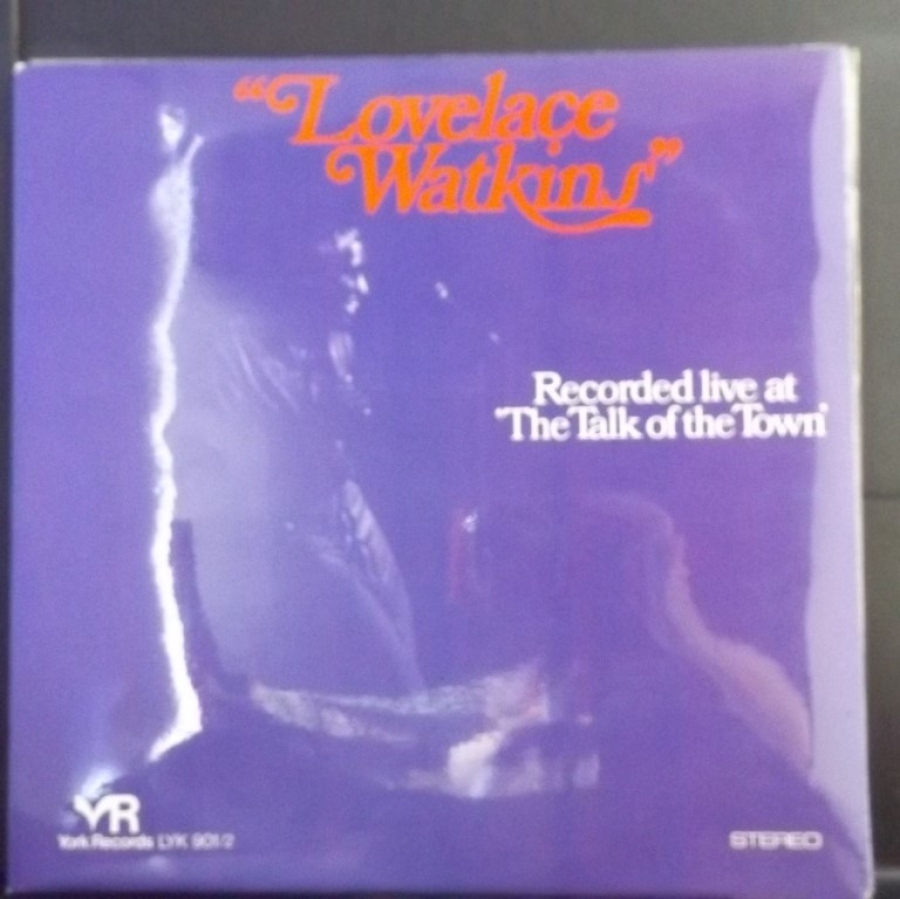 “Lovelace
Watkins”
Recorded live at
'The Talk of the Town'
YR
York Records LYK 901/2
STEREO